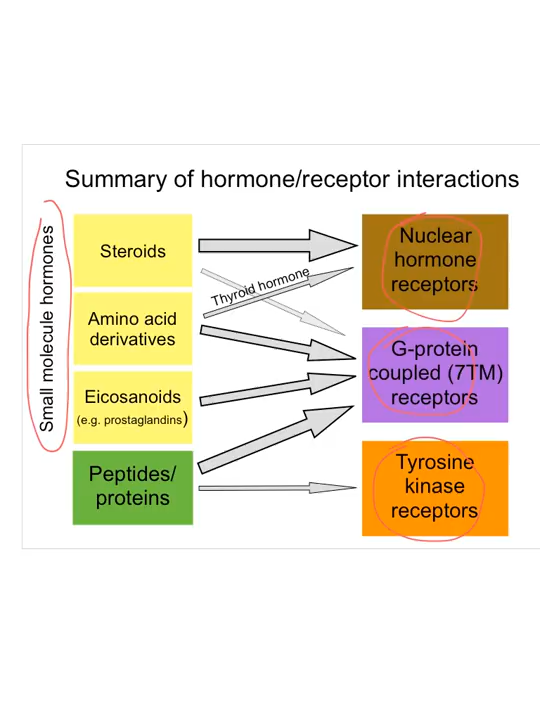 Summary of hormone/receptor interactions
Small molecule hormones
Steroids
Amino acid
derivatives
Eicosanoids
(e.g. prostaglandins)
Peptides/
proteins
Thyroid hormone
Nuclear
hormone
receptors
G-protein
coupled (7TM)
receptors
Tyrosine
kinase
receptors